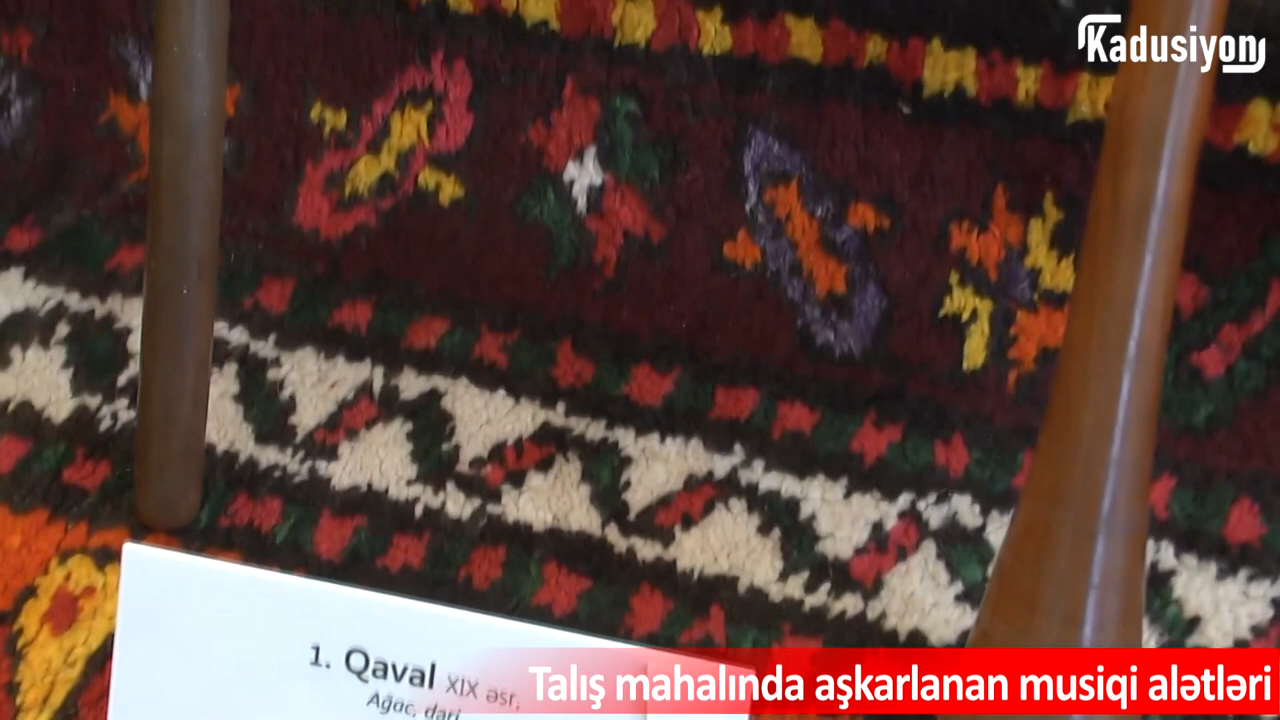 Kadusiyon
1. Qaval XIX əsr,
Ağac, dəri
Talış mahalında aşkarlanan musiqi alətləri